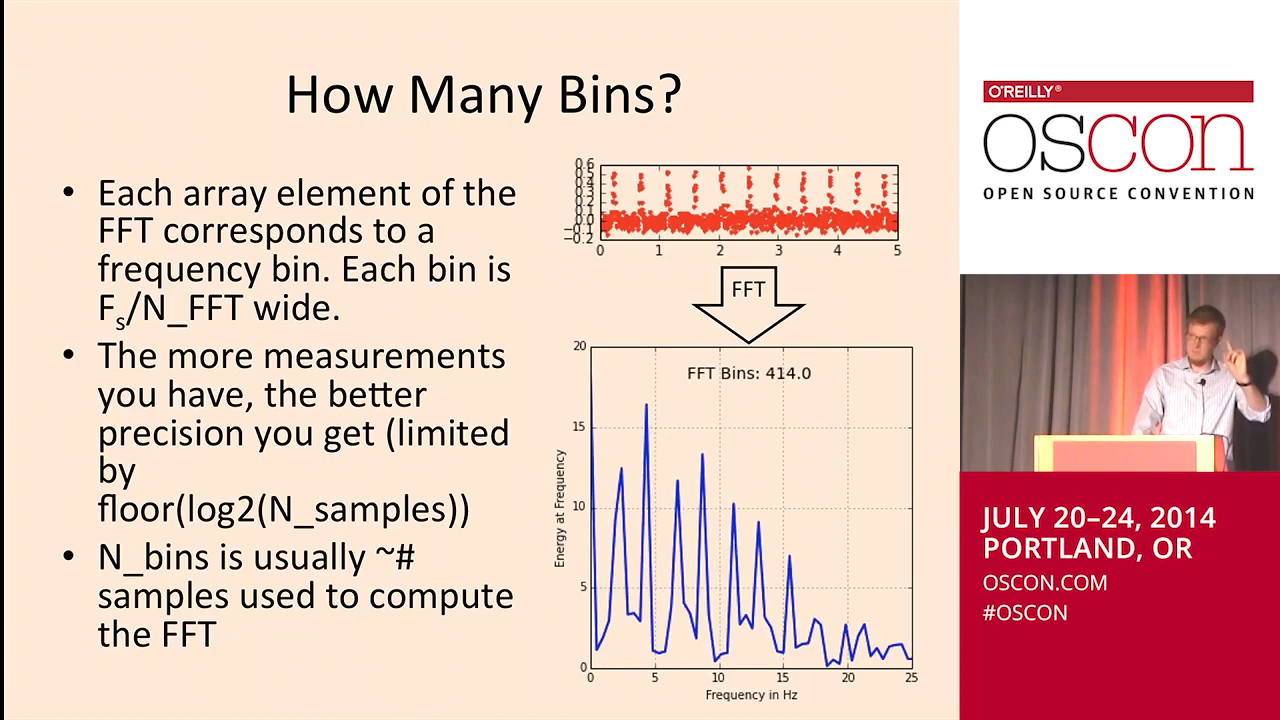 How Many Bins?
• Each array element of the
FFT corresponds to a
frequency bin. Each bin is
Fs/N_FFT wide.
• The more measurements
you have, the better
precision you get (limited
by
floor(log2(N_samples))
• N_bins is usually ~#
samples used to compute
the FFT
0.6
0.5
0.4
0.3
0.2
0.1
0.0
−0.1
−0.2
0 1 2 3 4 5
FFT
FFT Bins: 414.0
Energy at Frequency
20
15
10
5
0
0 5 10 15 20 25
Frequency in Hz
O'REILLY®
OSCON
OPEN SOURCE CONVENTION
JULY 20–24, 2014
PORTLAND, OR
OSCON.COM
#OSCON